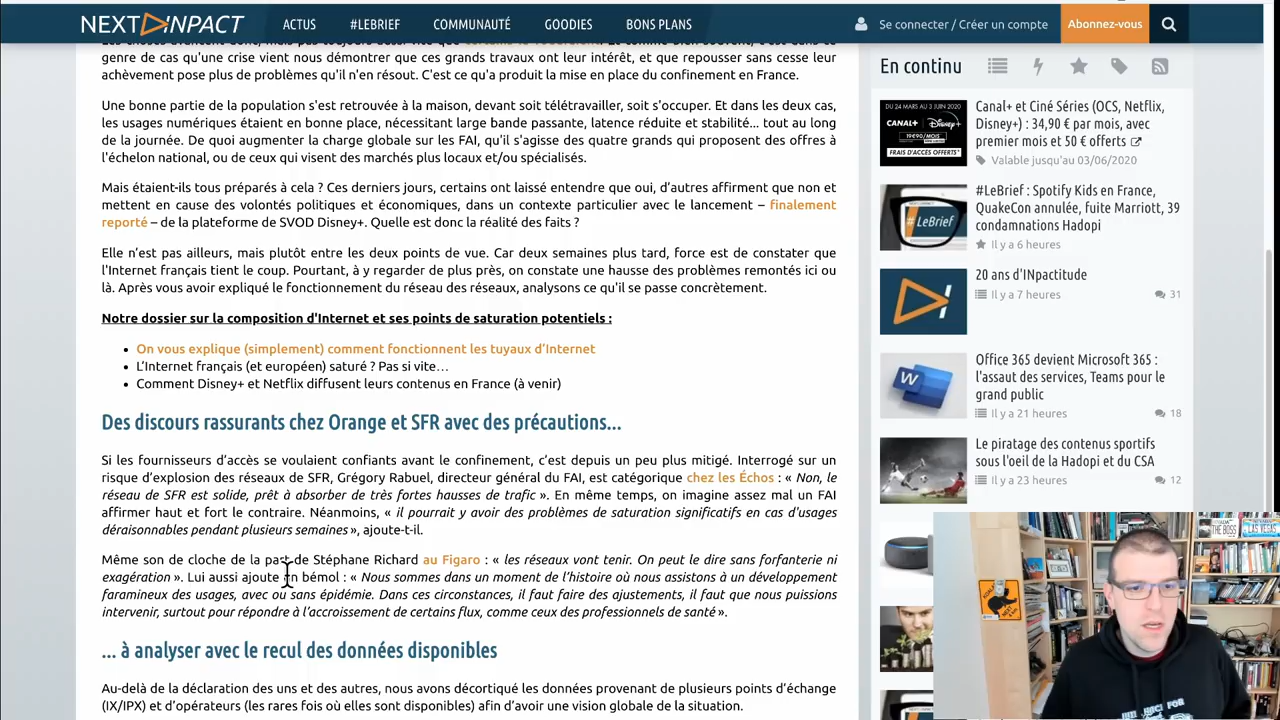 NEXT INPACT
ACTUS
#LEBRIEF
COMMUNAUTÉ
GOODIES
BONS PLANS
Se connecter / Créer un compte
Abonnez-vous
genre de cas qu'une crise vient nous démontrer que ces grands travaux ont leur intérêt, et que repousser sans cesse leur
achèvement pose plus de problèmes qu'il n'en résout. C'est ce qu'a produit la mise en place du confinement en France.
Une bonne partie de la population s'est retrouvée à la maison, devant soit télétravailler, soit s'occuper. Et dans les deux cas,
les usages numériques étaient en bonne place, nécessitant large bande passante, latence réduite et stabilité... tout au long
de la journée. De quoi augmenter la charge globale sur les FAI, qu'il s'agisse des quatre grands qui proposent des offres à
l'échelon national, ou de ceux qui visent des marchés plus locaux et/ou spécialisés.
Mais étaient-ils tous préparés à cela ? Ces derniers jours, certains ont laissé entendre que oui, d'autres affirment que non et
mettent en cause des volontés politiques et économiques, dans un contexte particulier avec le lancement – finalement
reporté – de la plateforme de SVOD Disney+. Quelle est donc la réalité des faits ?
Elle n'est pas ailleurs, mais plutôt entre les deux points de vue. Car deux semaines plus tard, force est de constater que
l'Internet français tient le coup. Pourtant, à y regarder de plus près, on constate une hausse des problèmes remontés ici ou
là. Après vous avoir expliqué le fonctionnement du réseau des réseaux, analysons ce qu'il se passe concrètement.
Notre dossier sur la composition d'Internet et ses points de saturation potentiels :
• On vous explique (simplement) comment fonctionnent les tuyaux d'Internet
• L'Internet français (et européen) saturé ? Pas si vite…
• Comment Disney+ et Netflix diffusent leurs contenus en France (à venir)
Des discours rassurants chez Orange et SFR avec des précautions...
Si les fournisseurs d'accès se voulaient confiants avant le confinement, c'est depuis un peu plus mitigé. Interrogé sur un
risque d'explosion des réseaux de SFR, Grégory Rabuel, directeur général du FAI, est catégorique chez les Échos : « Non, le
réseau de SFR est solide, prêt à absorber de très fortes hausses de trafic ». En même temps, on imagine assez mal un FAI
affirmer haut et fort le contraire. Néanmoins, « il pourrait y avoir des problèmes de saturation significatifs en cas d'usages
déraisonnables pendant plusieurs semaines », ajoute-t-il.
Même son de cloche de la part de Stéphane Richard au Figaro : « les réseaux vont tenir. On peut le dire sans forfanterie ni
exagération ». Lui aussi ajoute un bémol : « Nous sommes dans un moment de l'histoire où nous assistons à un développement
faramineux des usages, avec ou sans épidémie. Dans ces circonstances, il faut faire des ajustements, il faut que nous puissions
intervenir, surtout pour répondre à l'accroissement de certains flux, comme ceux des professionnels de santé ».
... à analyser avec le recul des données disponibles
Au-delà de la déclaration des uns et des autres, nous avons décortiqué les données provenant de plusieurs points d'échange
(IX/IPX) et d'opérateurs (les rares fois où elles sont disponibles) afin d'avoir une vision globale de la situation.
En continu
DU 24 MARS AU 3 JUIN 2020
CANAL+
Disney+
19€90/MOIS
FRAIS D'ACCÈS OFFERTS*
Canal+ et Ciné Séries (OCS, Netflix,
Disney+) : 34,90 € par mois, avec
premier mois et 50 € offerts
Valable jusqu'au 03/06/2020
#LeBrief
#LeBrief : Spotify Kids en France,
QuakeCon annulée, fuite Marriott, 39
condamnations Hadopi
Il y a 6 heures
20 ans d'INpactitude
Il y a 7 heures
31
W
Office 365 devient Microsoft 365 :
l'assaut des services, Teams pour le
grand public
Il y a 21 heures
18
Le piratage des contenus sportifs
sous l'oeil de la Hadopi et du CSA
Il y a 23 heures
12
THE BOSS
LAS VEGAS